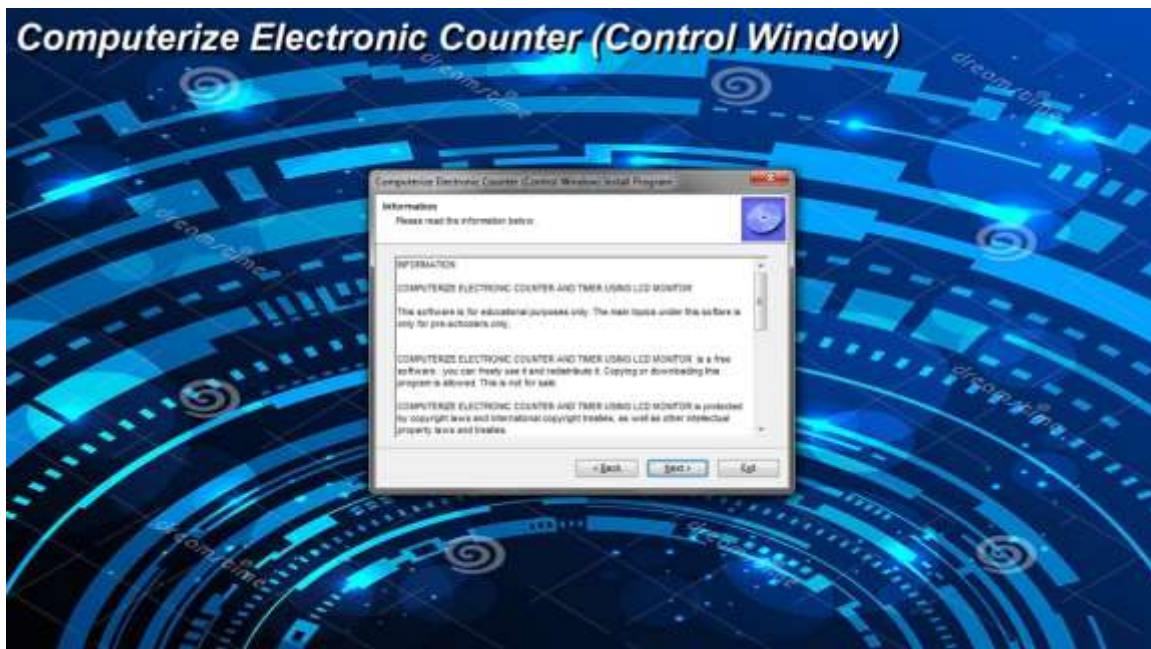 Computerize Electronic Counter (Control Window)
dreamstime
dreamstime
Computerize Electronic Counter (Control Window) Install Program
Information
Please read the information below.
INFORMATION
COMPUTERIZE ELECTRONIC COUNTER AND TIMER USING LCD MONITOR
This software is for educational purposes only. The main topics under this softare is
only for pre-schoolers only.
COMPUTERIZE ELECTRONIC COUNTER AND TIMER USING LCD MONITOR is a free
software. you can freely use it and redistribute it. Copying or downloading this
program is allowed. This is not for sale.
COMPUTERIZE ELECTRONIC COUNTER AND TIMER USING LCD MONITOR is protected
by copyright laws and international copyright treaties, as well as other intellectual
property laws and treaties.
< Back
Next >
Exit
dreamstime
dreamstime
dreamstime
dreamstime